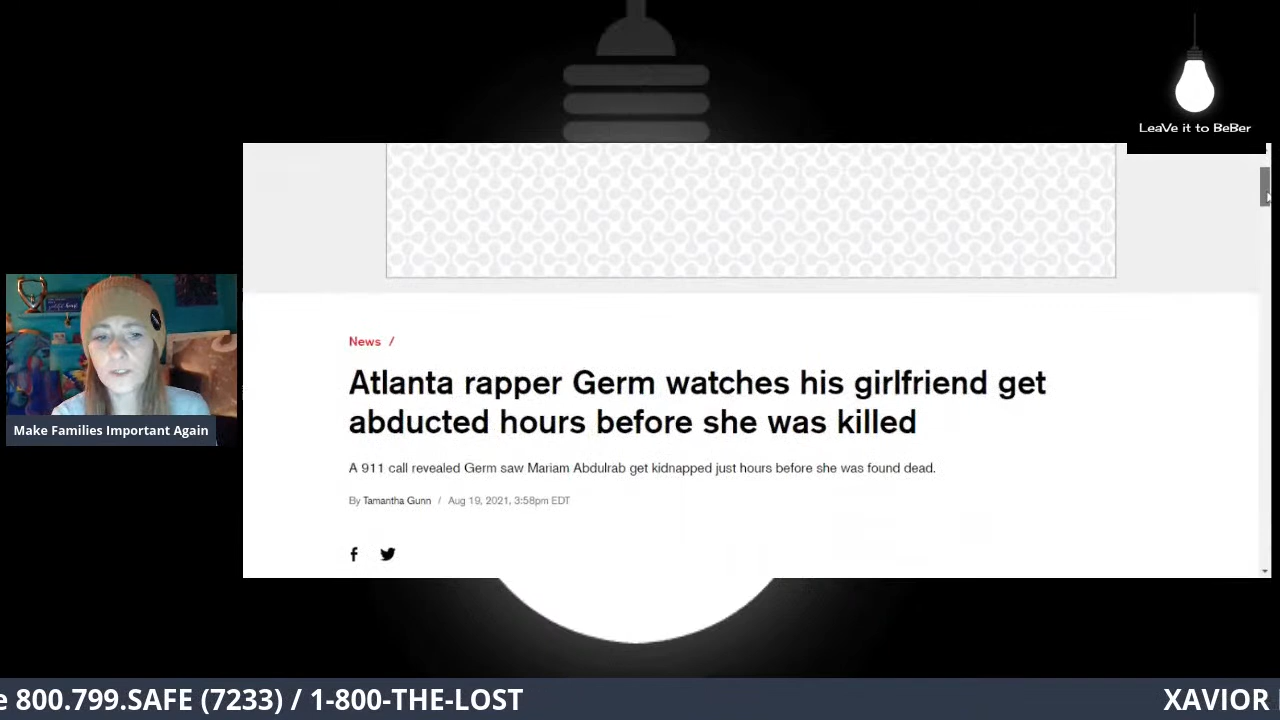 LeaVe it to BeBer
News /
Atlanta rapper Germ watches his girlfriend get
abducted hours before she was killed
A 911 call revealed Germ saw Mariam Abdulrab get kidnapped just hours before she was found dead.
By Tamantha Gunn / Aug 19, 2021, 3:58pm EDT
Make Families Important Again
e 800.799.SAFE (7233) / 1-800-THE-LOST
XAVIOR